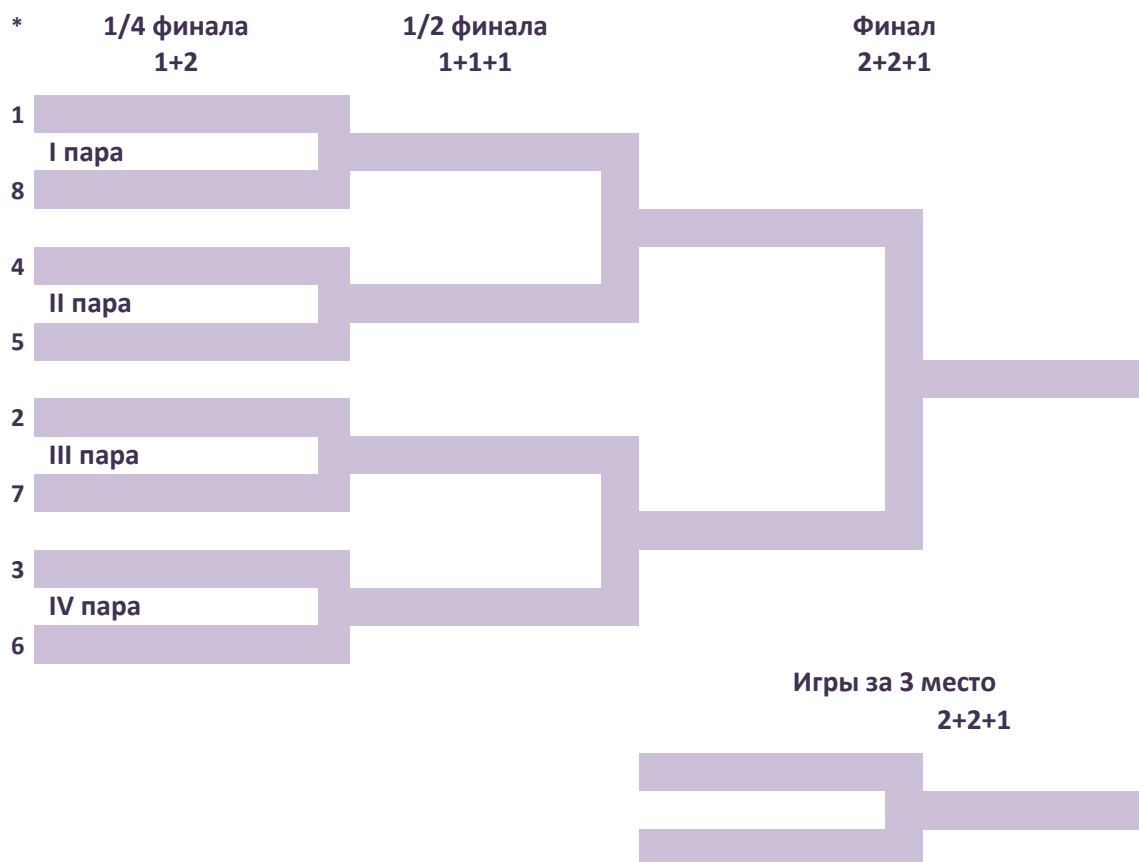 * 1/4 финала 1/2 финала Финал
1+2 1+1+1 2+2+1
1
I пара
8
4
II пара
5
2
III пара
7
3
IV пара
6
Игры за 3 место
2+2+1